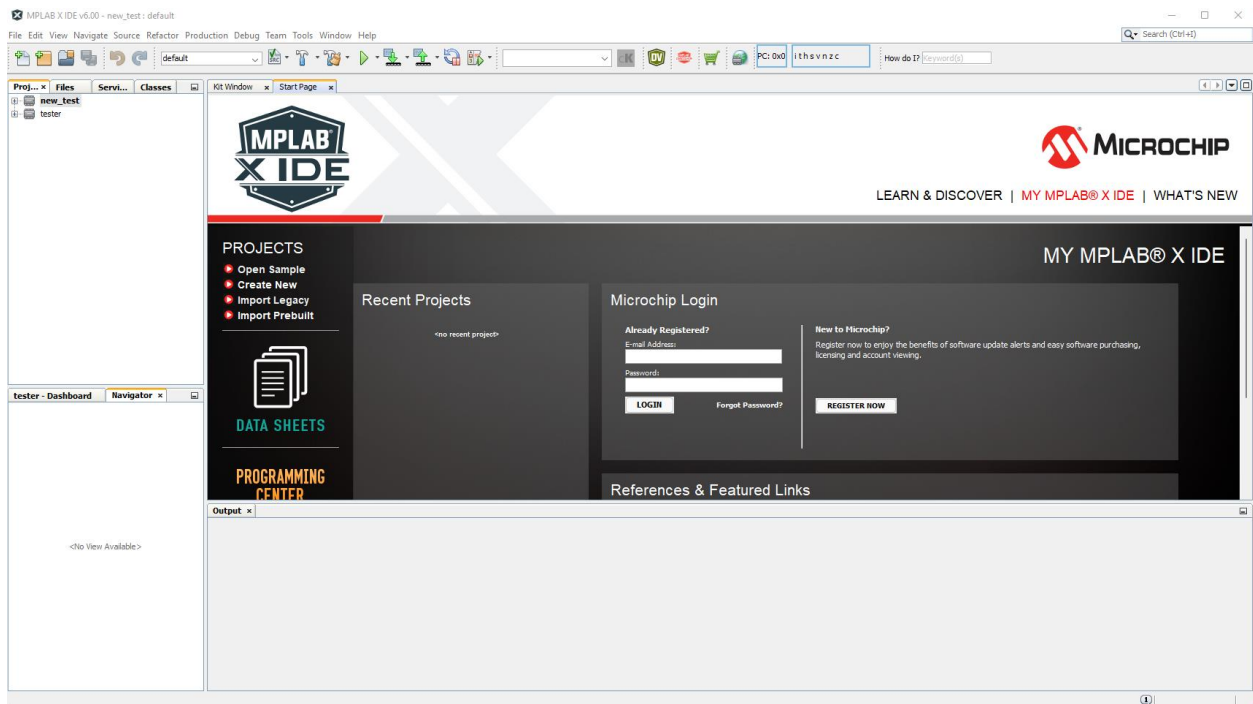 MPLAB X IDE v6.00 - new_test : default
File Edit View Navigate Source Refactor Production Debug Team Tools Window Help
Search (Ctrl+I)
default
PC: 0x0
ithsvnzc
How do I?
Keyword(s)
Proj... × Files Servi... Classes
Kit Window × Start Page ×
new_test
tester
MPLAB®
X IDE
MICROCHIP
LEARN & DISCOVER | MY MPLAB® X IDE | WHAT'S NEW
PROJECTS
Open Sample
Create New
Import Legacy
Import Prebuilt
DATA SHEETS
PROGRAMMING
CENTER
MY MPLAB® X IDE
Recent Projects
<no recent project>
Microchip Login
Already Registered?
E-mail Address:
Password:
LOGIN
Forgot Password?
New to Microchip?
Register now to enjoy the benefits of software update alerts and easy software purchasing,
licensing and account viewing.
REGISTER NOW
References & Featured Links
tester - Dashboard Navigator ×
<No View Available>
Output ×
1